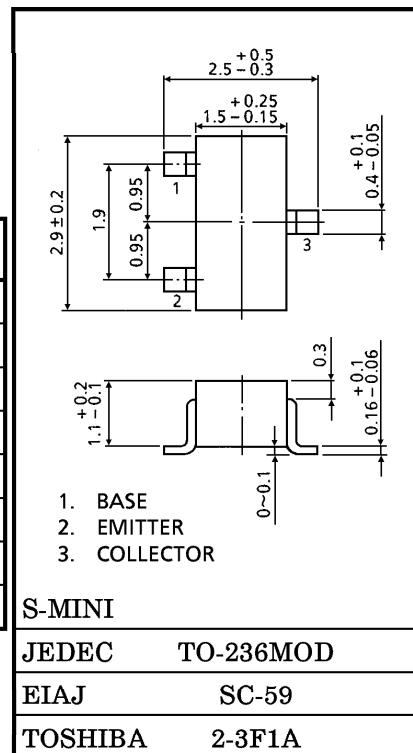 +0.5
2.5 –0.3
+0.25
1.5 –0.15
+0.1
0.4 –0.05
2.9 ± 0.2
1.9
0.95
0.95
1
2
3
+0.2
1.1 –0.1
0.3
+0.1
0.16 –0.06
0~0.1
1. BASE
2. EMITTER
3. COLLECTOR
S-MINI
JEDEC TO-236MOD
EIAJ SC-59
TOSHIBA 2-3F1A